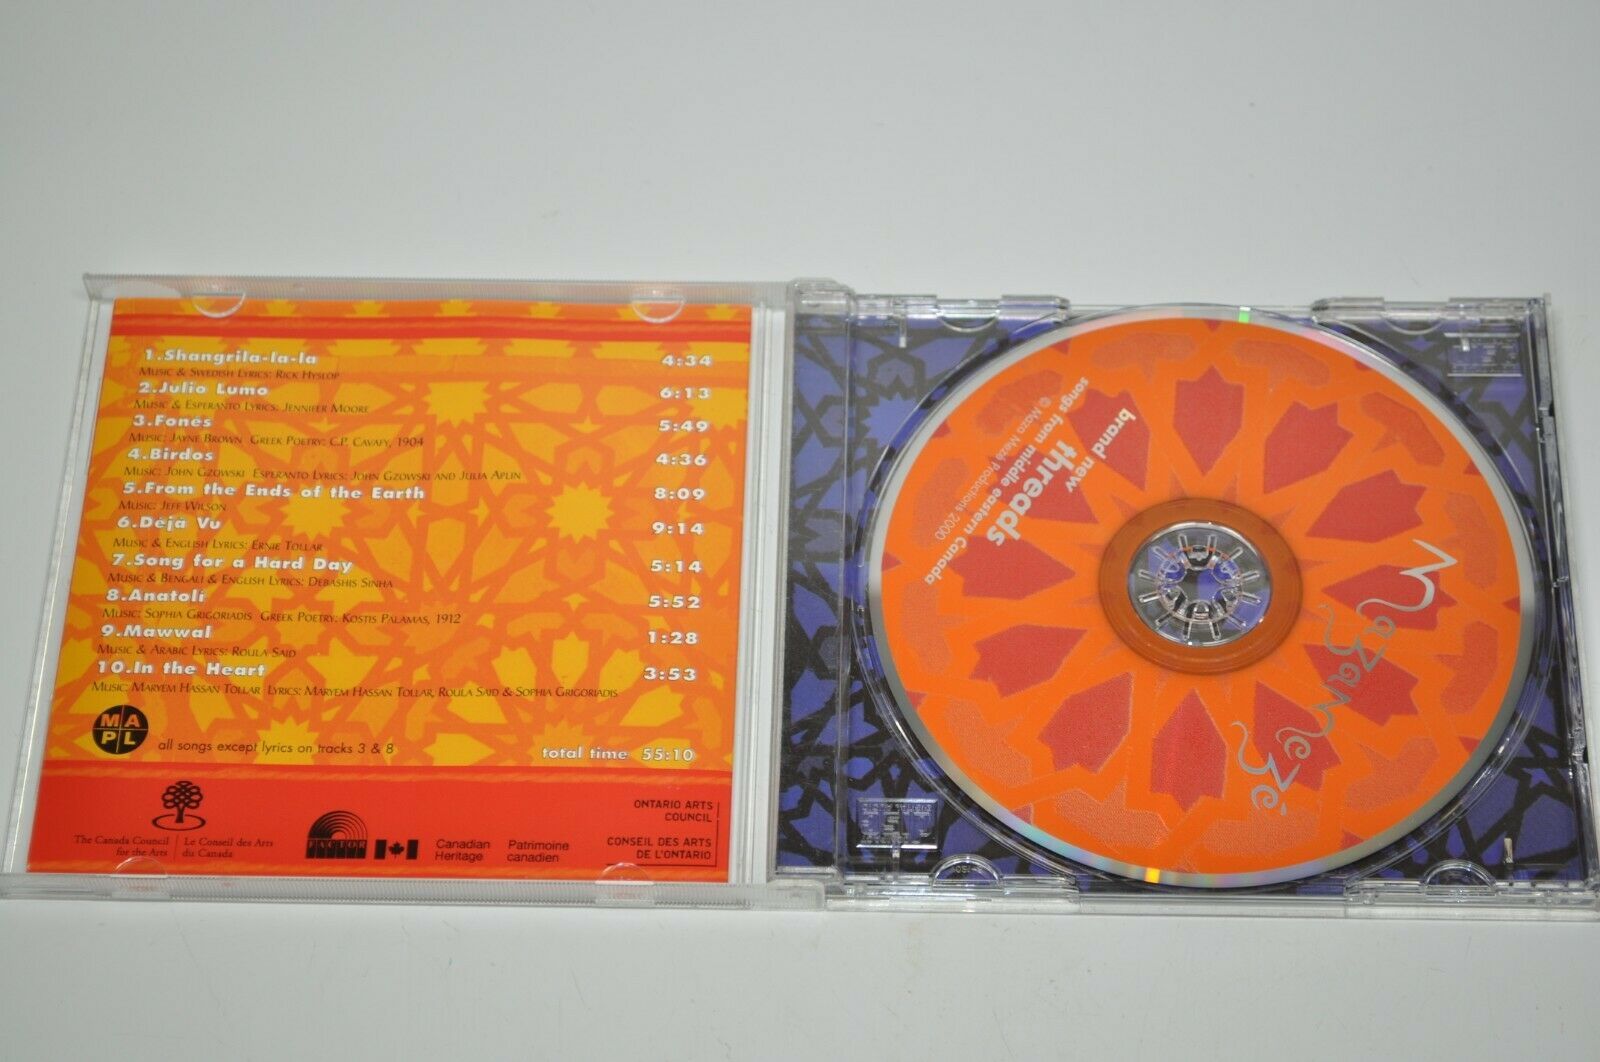 1.Shangrila-la-la 4:34
Music & Swedish Lyrics: Rick Hyslop
2.Julio Lumo 6:13
Music & Esperanto Lyrics: Jennifer Moore
3.Fonés 5:49
Music: Jayne Brown Greek Poetry: C.P. Cavafy, 1904
4.Birdos 4:36
Music: John Gzowski Esperanto Lyrics: John Gzowski and Julia Aplin
5.From the Ends of the Earth 8:09
Music: Jeff Wilson
6.Déjà Vu 9:14
Music & English Lyrics: Ernie Tollar
7.Song for a Hard Day 5:14
Music & Bengali & English Lyrics: Debashis Sinha
8.Anatolí 5:52
Music: Sophia Grigoriadis Greek Poetry: Kostis Palamas, 1912
9.Mawwal 1:28
Music & Arabic Lyrics: Roula Said
10.In the Heart 3:53
Music: Maryem Hassan Tollar Lyrics: Maryem Hassan Tollar, Roula Said & Sophia Grigoriadis
MA
PL
all songs except lyrics on tracks 3 & 8
total time 55:10
The Canada Council
for the Arts
Le Conseil des Arts
du Canada
FACTOR
Canadian
Heritage
Patrimoine
canadien
ONTARIO ARTS
COUNCIL
CONSEIL DES ARTS
DE L'ONTARIO
brand new
threads
songs from middle eastern Canada
© Maza Mezé Productions 2000
MazaMezé